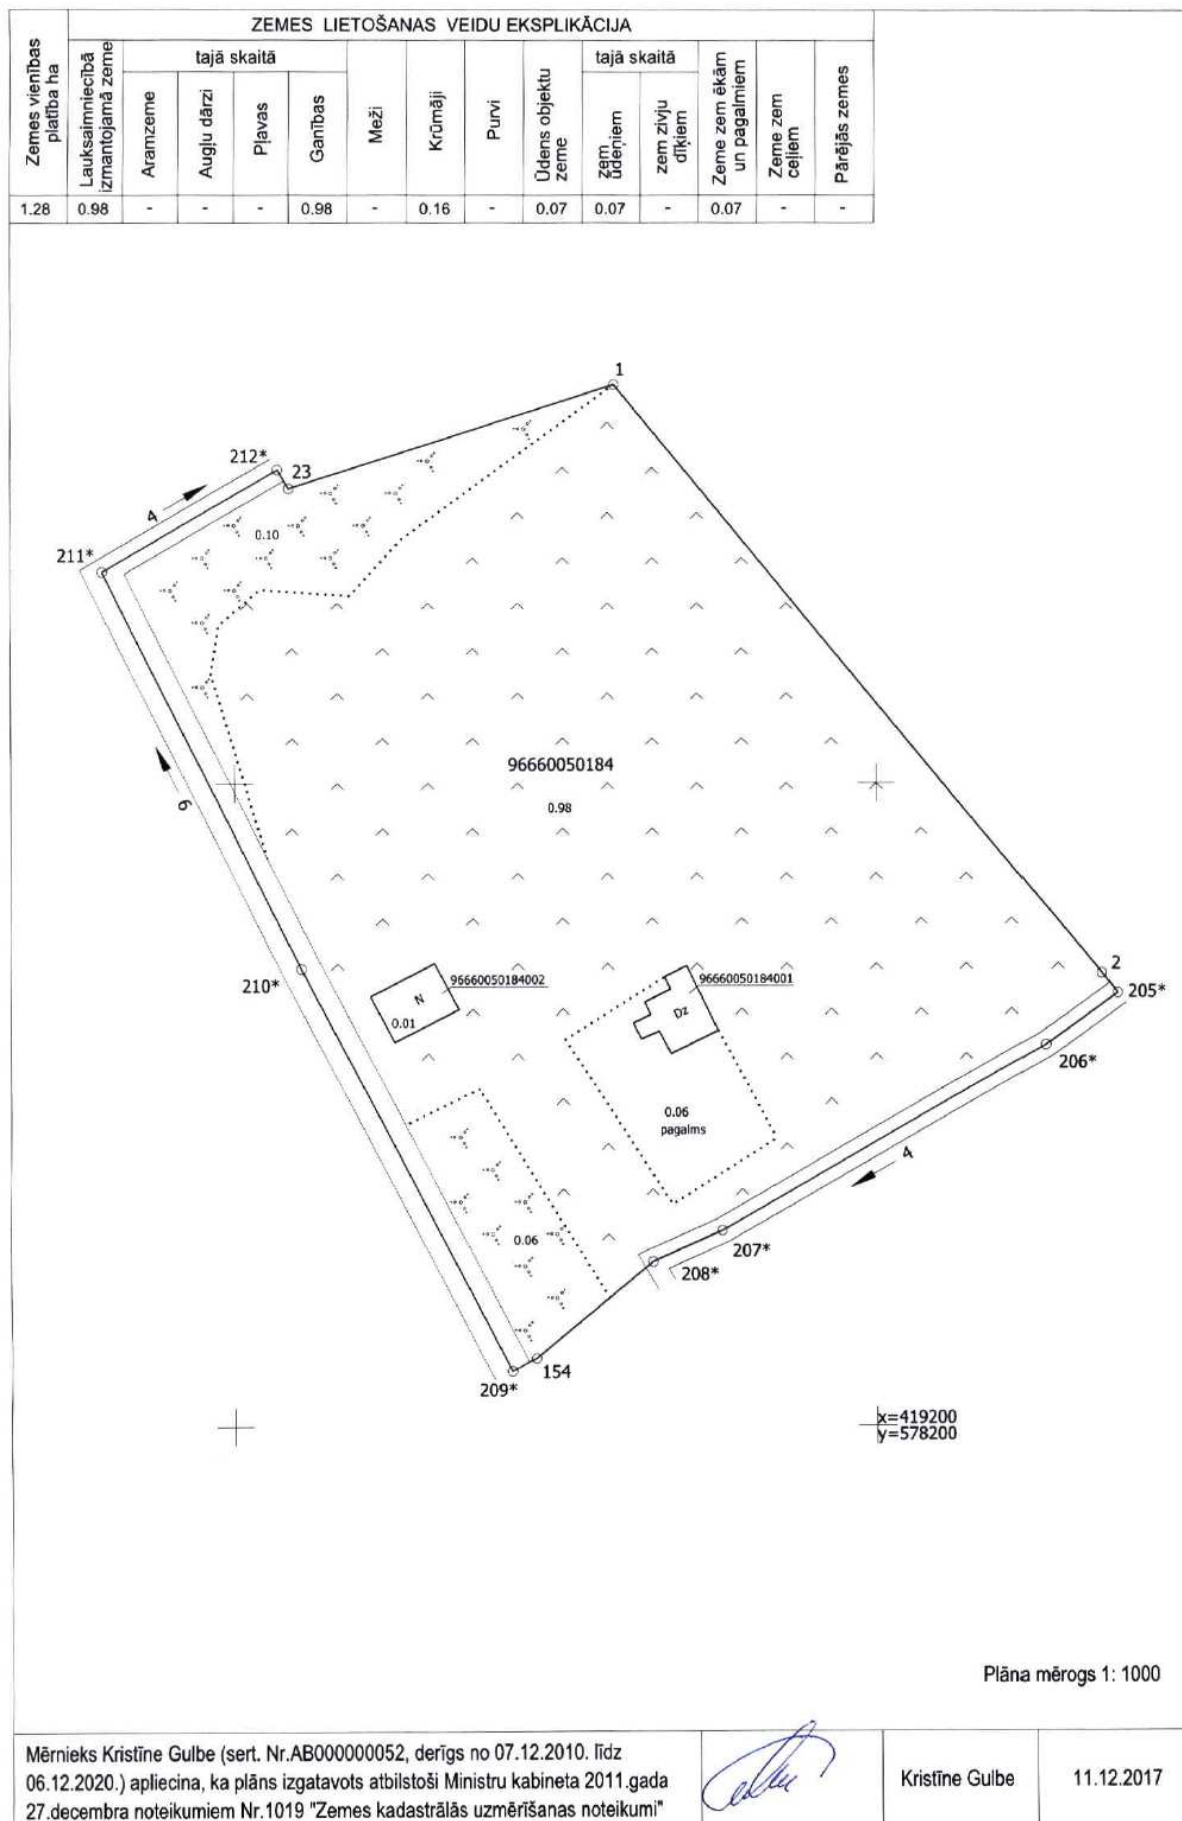 ZEMES LIETOŠANAS VEIDU EKSPLIKĀCIJA
Zemes vienības
platība ha
Lauksaimniecībā
izmantojamā zeme
tajā skaitā
Aramzeme
Augļu dārzi
Pļavas
Ganības
Meži
Krūmāji
Purvi
Ūdens objektu
zeme
tajā skaitā
zem
ūdeņiem
zem zivju
dīķiem
Zeme zem ēkām
un pagalmiem
Zeme zem
ceļiem
Pārējās zemes
1.28 0.98 - - - 0.98 - 0.16 - 0.07 0.07 - 0.07 - -
1
212*
23
4
0.10
211*
96660050184
0.98
6
2
210*
96660050184002
96660050184001
205*
N
0.01
Dz
206*
0.06
pagalms
4
0.06
207*
208*
154
209*
x=419200
y=578200
Plāna mērogs 1: 1000
Mērnieks Kristīne Gulbe (sert. Nr.AB000000052, derīgs no 07.12.2010. līdz
06.12.2020.) apliecina, ka plāns izgatavots atbilstoši Ministru kabineta 2011.gada
27.decembra noteikumiem Nr.1019 "Zemes kadastrālās uzmērīšanas noteikumi"
Kristīne Gulbe
11.12.2017